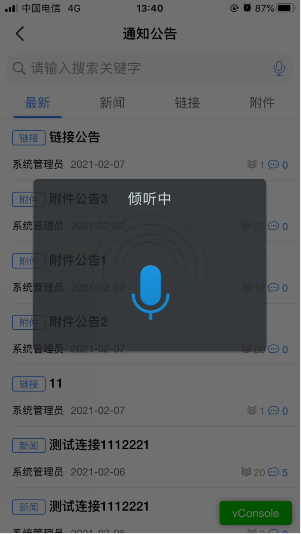 中国电信 4G 13:40 87%
通知公告
请输入搜索关键字
最新 新闻 链接 附件
链接 链接公告
系统管理员 2021-02-07 1 0
附件 附件公告3
倾听中
系统管理员 2021-02-07 22 0
附件 附件公告1
系统管理员 2021-02-07 0
附件 附件公告2
系统管理员 2021-02-07 20 0
链接 11
系统管理员 2021-02-07 1 0
新闻 测试连接1112221
系统管理员 2021-02-06 20 5
新闻 测试连接1112221
vConsole
系统管理员 2021-02-06